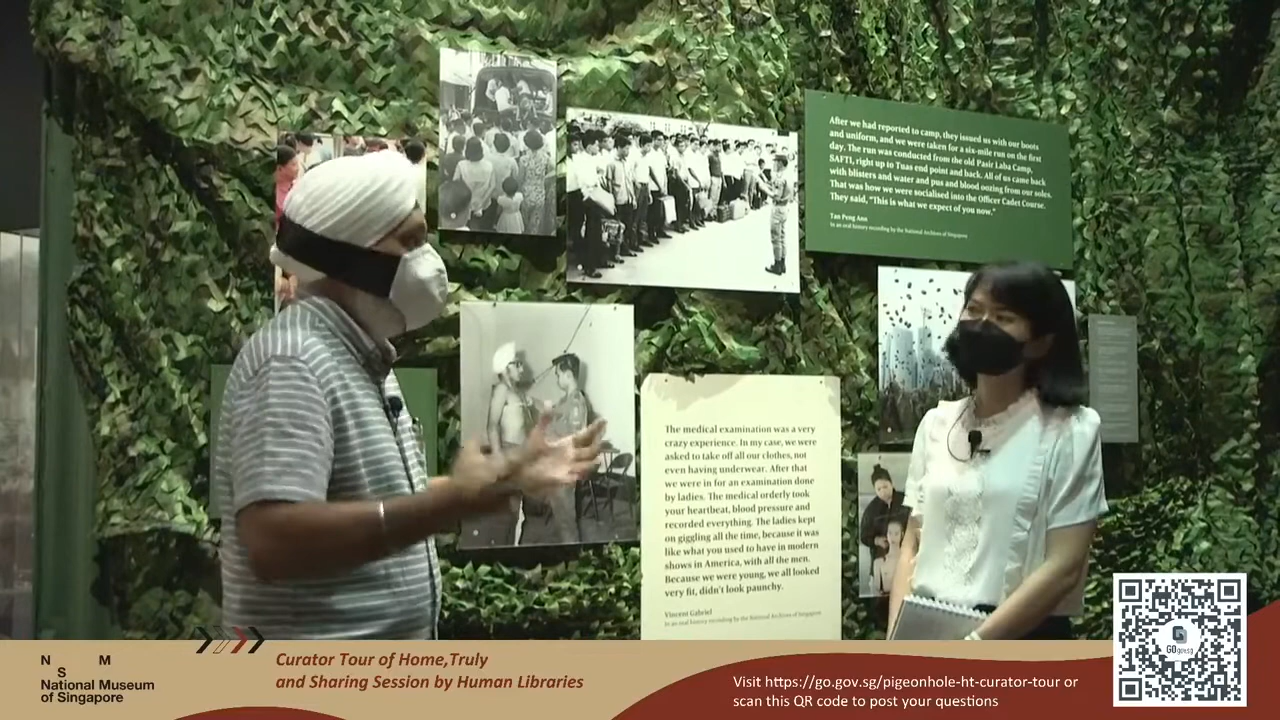 After we had reported to camp, they issued us with our boots
and uniform, and we were taken for a six-mile run on the first
day. The run was conducted from the old Pasir Laba Camp,
SAFTI, right up to Tuas end point and back. All of us came back
with blisters and water and pus and blood oozing from our soles.
That was how we were socialised into the Officer Cadet Course.
They said, "This is what we expect of you now."
Tan Peng Ann
in an oral history recording by the National Archives of Singapore
The medical examination was a very
crazy experience. In my case, we were
asked to take off all our clothes, not
even having underwear. After that
we were in for an examination done
by ladies. The medical orderly took
your heartbeat, blood pressure and
recorded everything. The ladies kept
on giggling all the time, because it was
like what you used to have in modern
shows in America, with all the men.
Because we were young, we all looked
very fit, didn't look paunchy.
Vincent Gabriel
in an oral history recording by the National Archives of Singapore
N M
S
National Museum
of Singapore
Curator Tour of Home,Truly
and Sharing Session by Human Libraries
Visit https://go.gov.sg/pigeonhole-ht-curator-tour or
scan this QR code to post your questions
GOgovsg